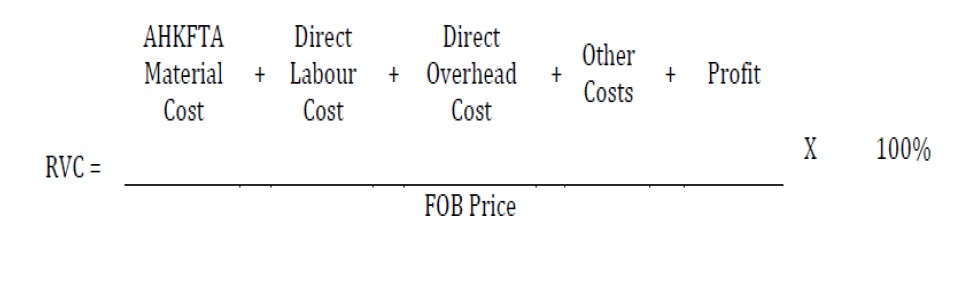 AHKFTA Material Cost + Direct Labour Cost + Direct Overhead Cost + Other Costs + Profit
RVC = X 100%
FOB Price